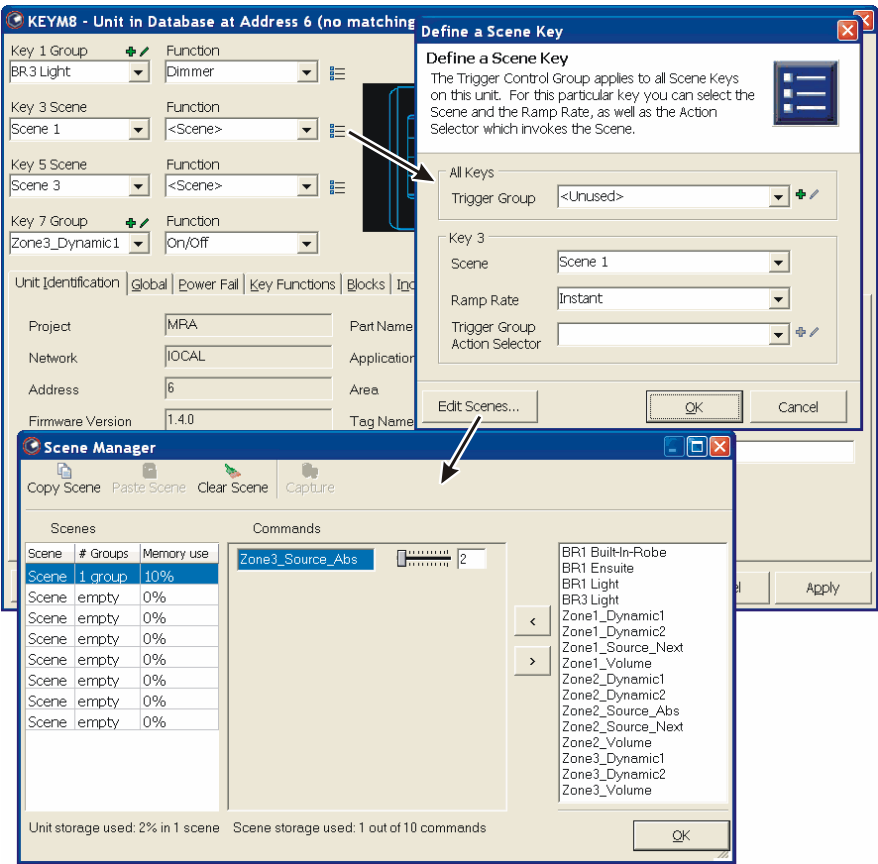 KEYM8 - Unit in Database at Address 6 (no matching
Key 1 Group
Function
BR3 Light
Dimmer
Key 3 Scene
Function
Scene 1
<Scene>
Key 5 Scene
Function
Scene 3
<Scene>
Key 7 Group
Function
Zone3_Dynamic1
On/Off
Unit Identification
Global
Power Fail
Key Functions
Blocks
Project
MRA
Part Name
Network
IOCAL
Application
Address
6
Area
Firmware Version
1.4.0
Tag Name
Apply
Define a Scene Key
Define a Scene Key
The Trigger Control Group applies to all Scene Keys
on this unit. For this particular key you can select the
Scene and the Ramp Rate, as well as the Action
Selector which invokes the Scene.
All Keys
Trigger Group
<Unused>
Key 3
Scene
Scene 1
Ramp Rate
Instant
Trigger Group
Action Selector
Edit Scenes...
OK
Cancel
Scene Manager
Copy Scene
Paste Scene
Clear Scene
Capture
Scenes
Commands
Scene # Groups Memory use
Scene 1 group 10%
Scene empty 0%
Scene empty 0%
Scene empty 0%
Scene empty 0%
Scene empty 0%
Scene empty 0%
Scene empty 0%
Zone3_Source_Abs
2
<
>
BR1 Built-In-Robe
BR1 Ensuite
BR1 Light
BR3 Light
Zone1_Dynamic1
Zone1_Dynamic2
Zone1_Source_Next
Zone1_Volume
Zone2_Dynamic1
Zone2_Dynamic2
Zone2_Source_Abs
Zone2_Source_Next
Zone2_Volume
Zone3_Dynamic1
Zone3_Dynamic2
Zone3_Volume
Unit storage used: 2% in 1 scene
Scene storage used: 1 out of 10 commands
OK